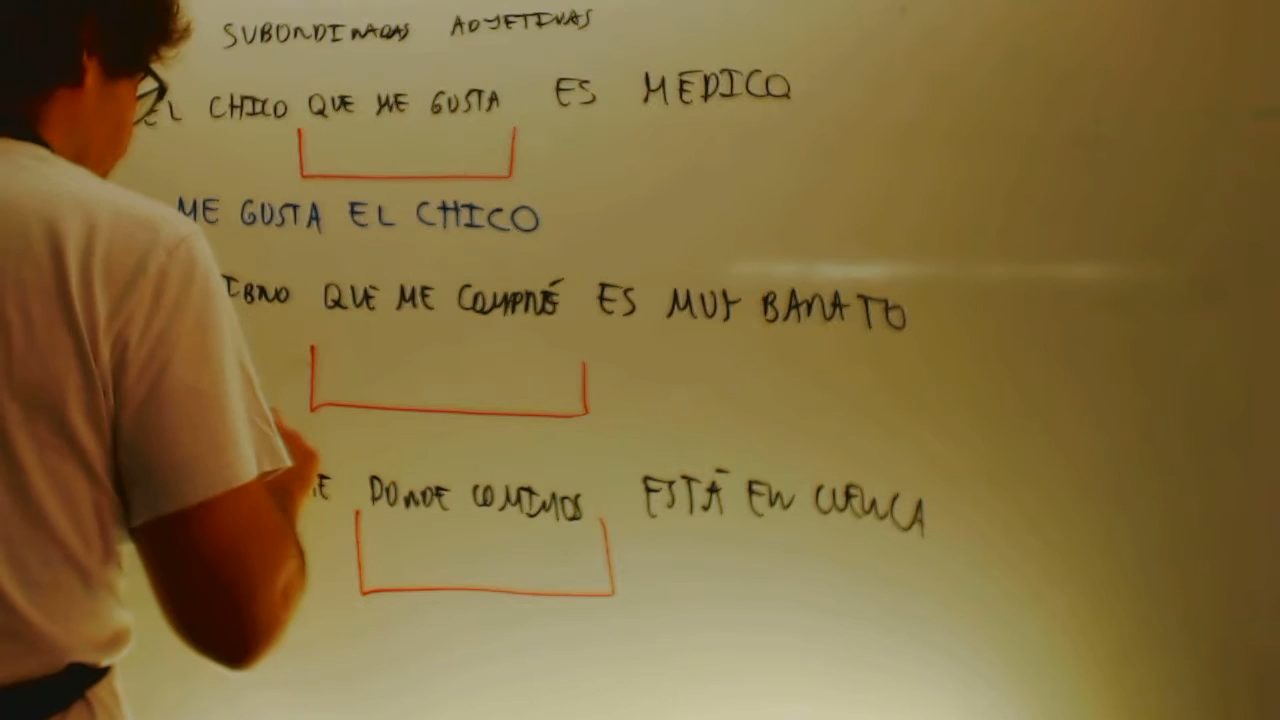 SUBORDINADAS ADJETIVAS
EL CHICO QUE ME GUSTA ES MEDICO
ME GUSTA EL CHICO
IBRO QUE ME COMPRÉ ES MUY BARATO
DONDE COMIMOS ESTÁ EN CUENCA